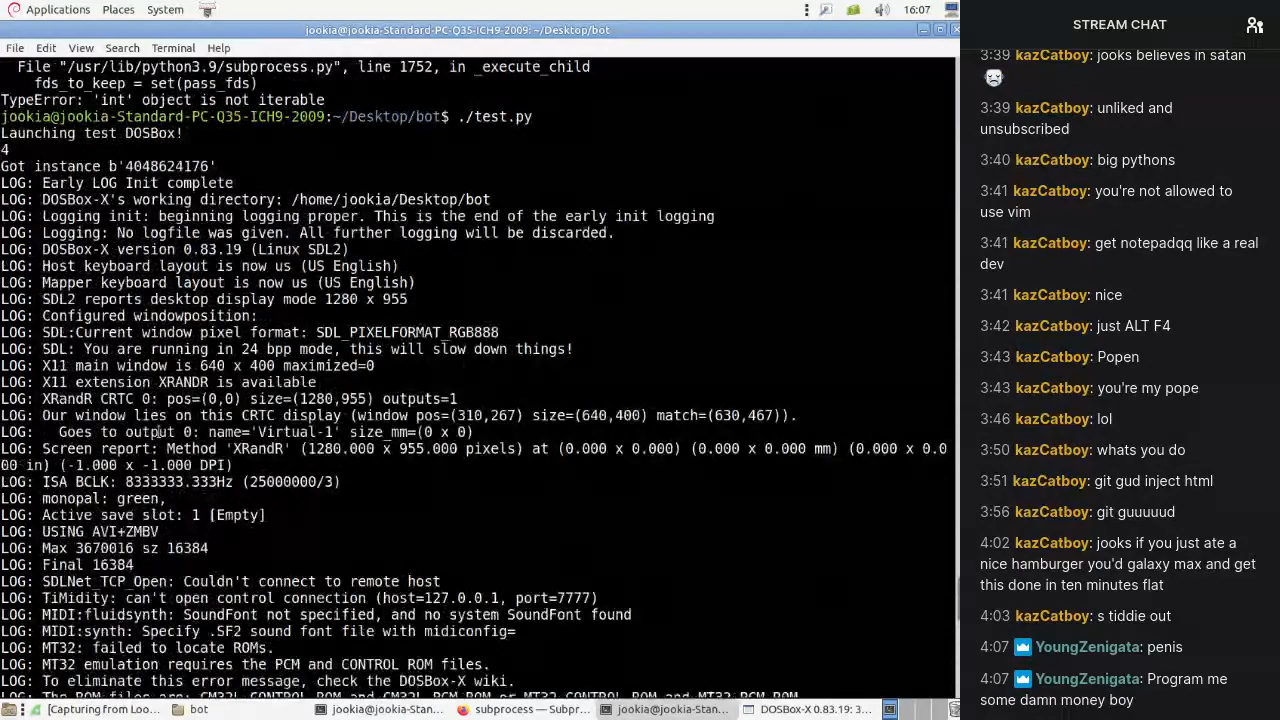 Applications Places System 16:07
jookia@jookia-Standard-PC-Q35-ICH9-2009: ~/Desktop/bot
File Edit View Search Terminal Help
File "/usr/lib/python3.9/subprocess.py", line 1752, in _execute_child
fds_to_keep = set(pass_fds)
TypeError: 'int' object is not iterable
jookia@jookia-Standard-PC-Q35-ICH9-2009:~/Desktop/bot$ ./test.py
Launching test DOSBox!
4
Got instance b'4048624176'
LOG: Early LOG Init complete
LOG: DOSBox-X's working directory: /home/jookia/Desktop/bot
LOG: Logging init: beginning logging proper. This is the end of the early init logging
LOG: Logging: No logfile was given. All further logging will be discarded.
LOG: DOSBox-X version 0.83.19 (Linux SDL2)
LOG: Host keyboard layout is now us (US English)
LOG: Mapper keyboard layout is now us (US English)
LOG: SDL2 reports desktop display mode 1280 x 955
LOG: Configured windowposition:
LOG: SDL:Current window pixel format: SDL_PIXELFORMAT_RGB888
LOG: SDL: You are running in 24 bpp mode, this will slow down things!
LOG: X11 main window is 640 x 400 maximized=0
LOG: X11 extension XRANDR is available
LOG: XRandR CRTC 0: pos=(0,0) size=(1280,955) outputs=1
LOG: Our window lies on this CRTC display (window pos=(310,267) size=(640,400) match=(630,467)).
LOG:   Goes to output 0: name='Virtual-1' size_mm=(0 x 0)
LOG: Screen report: Method 'XRandR' (1280.000 x 955.000 pixels) at (0.000 x 0.000) (0.000 x 0.000 mm) (0.000 x 0.0
00 in) (-1.000 x -1.000 DPI)
LOG: ISA BCLK: 8333333.333Hz (25000000/3)
LOG: monopal: green,
LOG: Active save slot: 1 [Empty]
LOG: USING AVI+ZMBV
LOG: Max 3670016 sz 16384
LOG: Final 16384
LOG: SDLNet_TCP_Open: Couldn't connect to remote host
LOG: TiMidity: can't open control connection (host=127.0.0.1, port=7777)
LOG: MIDI:fluidsynth: SoundFont not specified, and no system SoundFont found
LOG: MIDI:synth: Specify .SF2 sound font file with midiconfig=
LOG: MT32: failed to locate ROMs.
LOG: MT32 emulation requires the PCM and CONTROL ROM files.
LOG: To eliminate this error message, check the DOSBox-X wiki.
LOG: The ROM files are: CM32L_CONTROL.ROM and CM32L_PCM.ROM or MT32_CONTROL.ROM and MT32_PCM.ROM
[Capturing from Loo... bot jookia@jookia-Stan... subprocess — Subpr... jookia@jookia-Stan... DOSBox-X 0.83.19: 3...
STREAM CHAT
3:39 kazCatboy: jooks believes in satan
3:39 kazCatboy: unliked and
unsubscribed
3:40 kazCatboy: big pythons
3:41 kazCatboy: you're not allowed to
use vim
3:41 kazCatboy: get notepadqq like a real
dev
3:41 kazCatboy: nice
3:42 kazCatboy: just ALT F4
3:43 kazCatboy: Popen
3:43 kazCatboy: you're my pope
3:46 kazCatboy: lol
3:50 kazCatboy: whats you do
3:51 kazCatboy: git gud inject html
3:56 kazCatboy: git guuuuud
4:02 kazCatboy: jooks if you just ate a
nice hamburger you'd galaxy max and get
this done in ten minutes flat
4:03 kazCatboy: s tiddie out
4:07 YoungZenigata: penis
4:07 YoungZenigata: Program me
some damn money boy